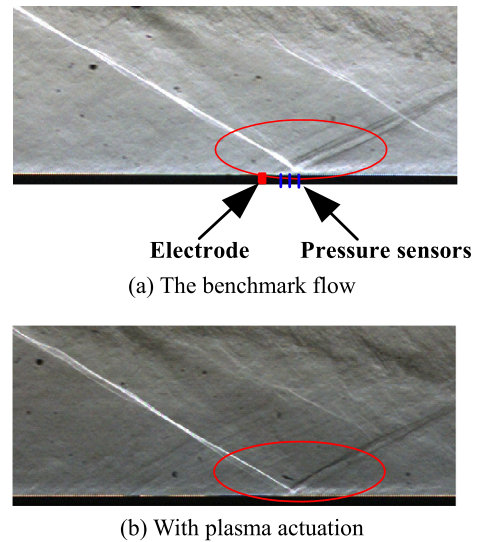 Electrode
Pressure sensors
(a) The benchmark flow
(b) With plasma actuation